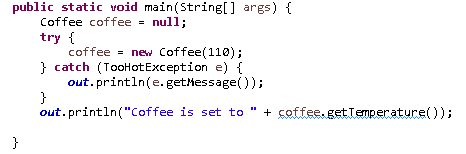 public static void main(String[] args) {
    Coffee coffee = null;
    try {
        coffee = new Coffee(110);
    } catch (TooHotException e) {
        out.println(e.getMessage());
    }
    out.println("Coffee is set to " + coffee.getTemperature());
}